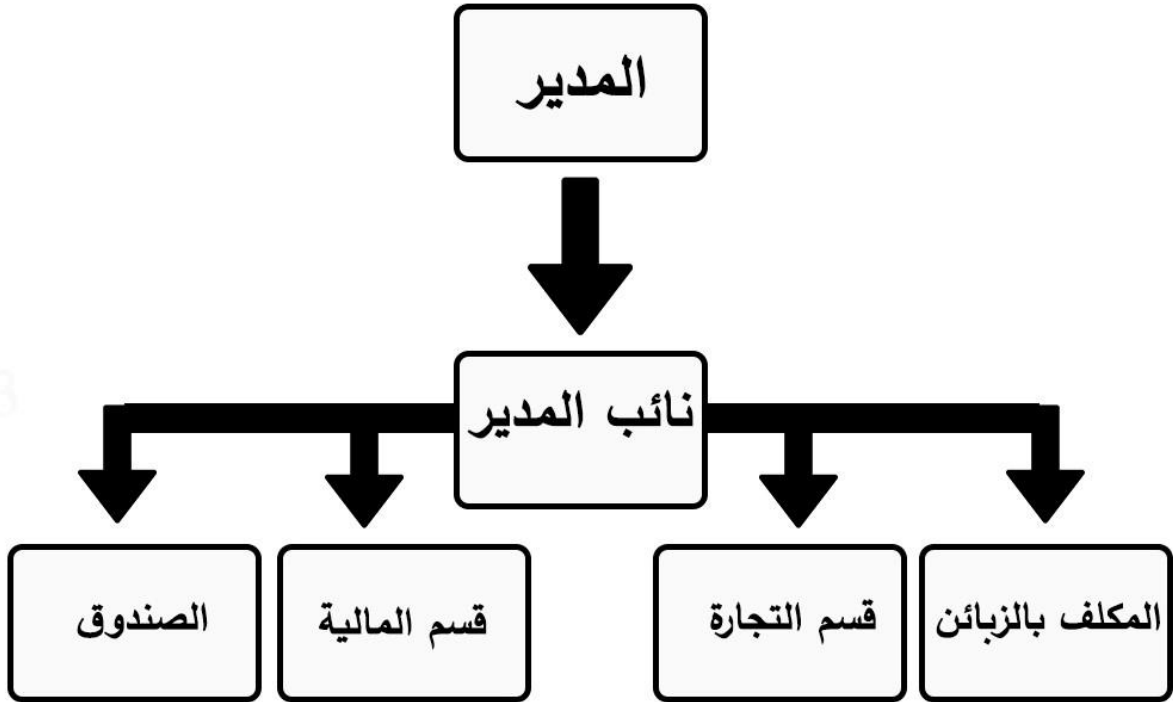 المدير
نائب المدير
المكلف بالزبائن
قسم التجارة
قسم المالية
الصندوق